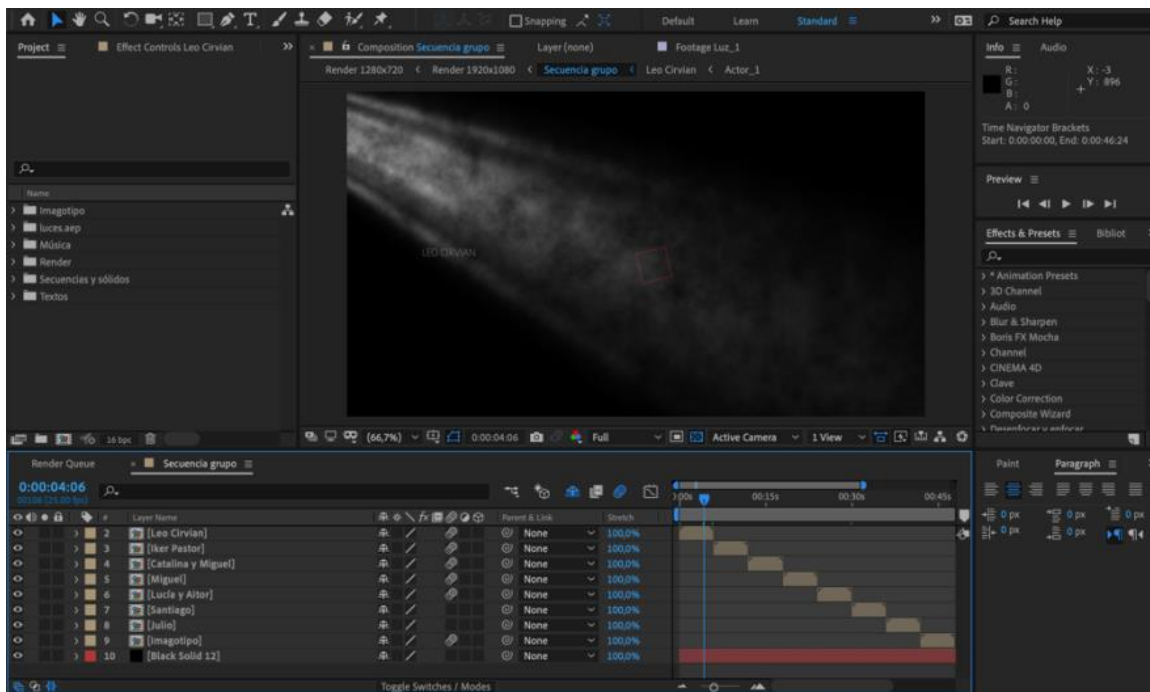 Snapping
Default Learn Standard
Search Help
Project Effect Controls Leo Cirvian
Composition Secuencia grupo Layer (none) Footage Luz_1
Info Audio
Render 1280x720 Render 1920x1080 Secuencia grupo Leo Cirvian Actor_1
R: X: -3
G: Y: 896
B:
A: 0
Time Navigator Brackets
Start: 0:00:00:00, End: 0:00:46:24
Preview
Name
Imagotipo
luces.aep
Música
Render
Secuencias y sólidos
Textos
LEO CIRVIAN
Effects & Presets Bibliot
* Animation Presets
3D Channel
Audio
Blur & Sharpen
Boris FX Mocha
Channel
CINEMA 4D
Clave
Color Correction
Composite Wizard
Desenfocar y enfocar
16 bpc
(66,7%) 0:00:04:06 Full Active Camera 1 View
Render Queue Secuencia grupo
Paint Paragraph
0:00:04:06
00106 (25.00 fps)
00:15s 00:30s 00:45s
# Layer Name Parent & Link Stretch
2 [Leo Cirvian] None 100,0%
3 [Iker Pastor] None 100,0%
4 [Catalina y Miguel] None 100,0%
5 [Miguel] None 100,0%
6 [Lucía y Aitor] None 100,0%
7 [Santiago] None 100,0%
8 [Julio] None 100,0%
9 [Imagotipo] None 100,0%
10 [Black Solid 12] None 100,0%
0 px 0 px 0 px
0 px 0 px
Toggle Switches / Modes